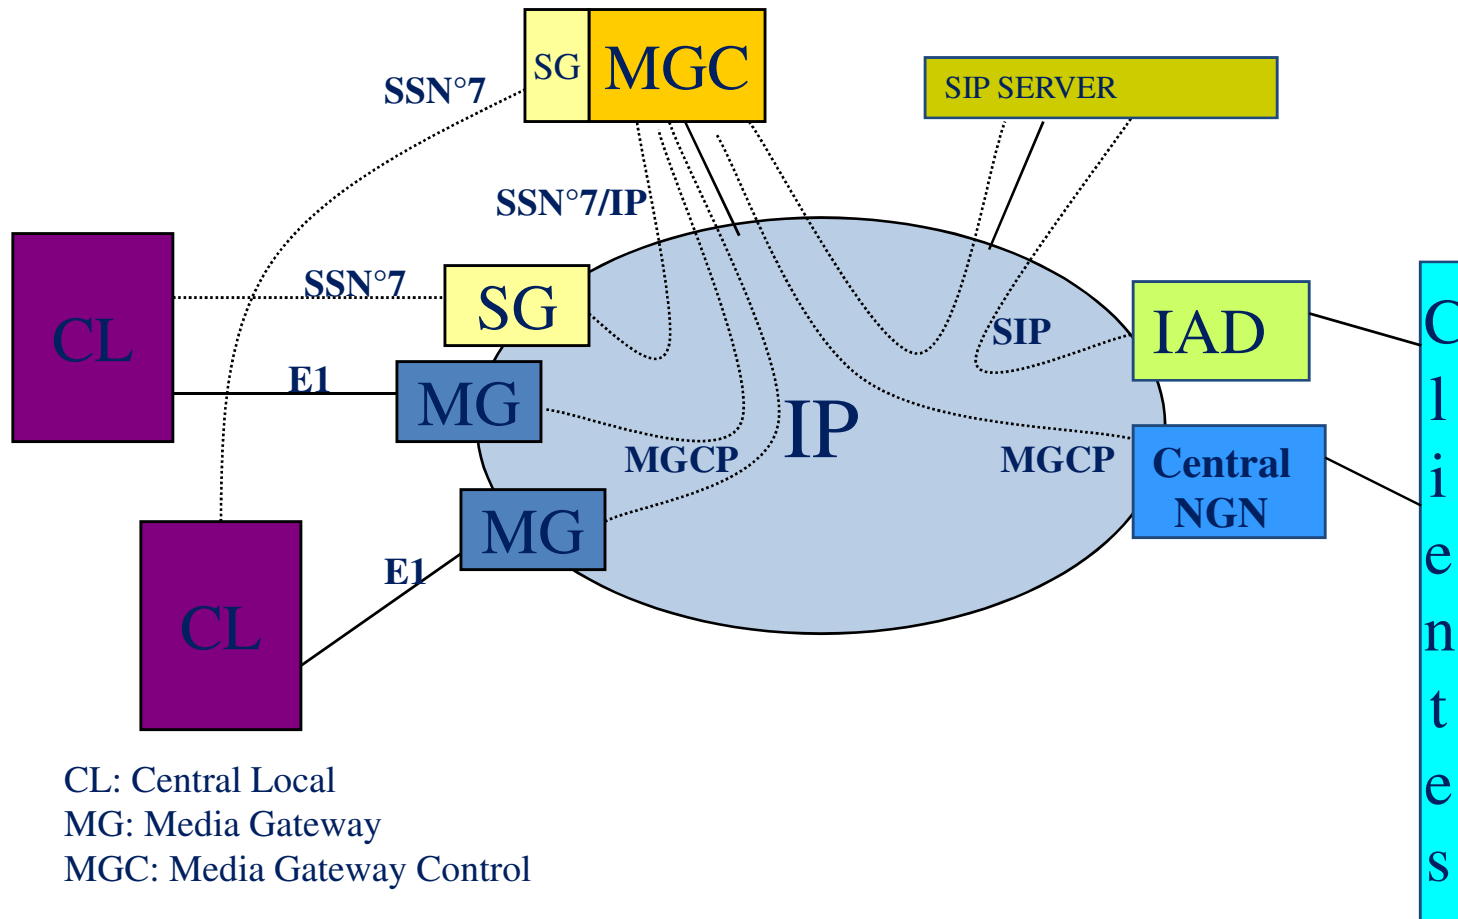 SG
MGC
SIP SERVER
SSN°7
SSN°7/IP
SSN°7
SG
CL
E1
MG
SIP
IAD
IP
MGCP
MGCP
Central
NGN
MG
E1
CL
Clientes
CL: Central Local
MG: Media Gateway
MGC: Media Gateway Control